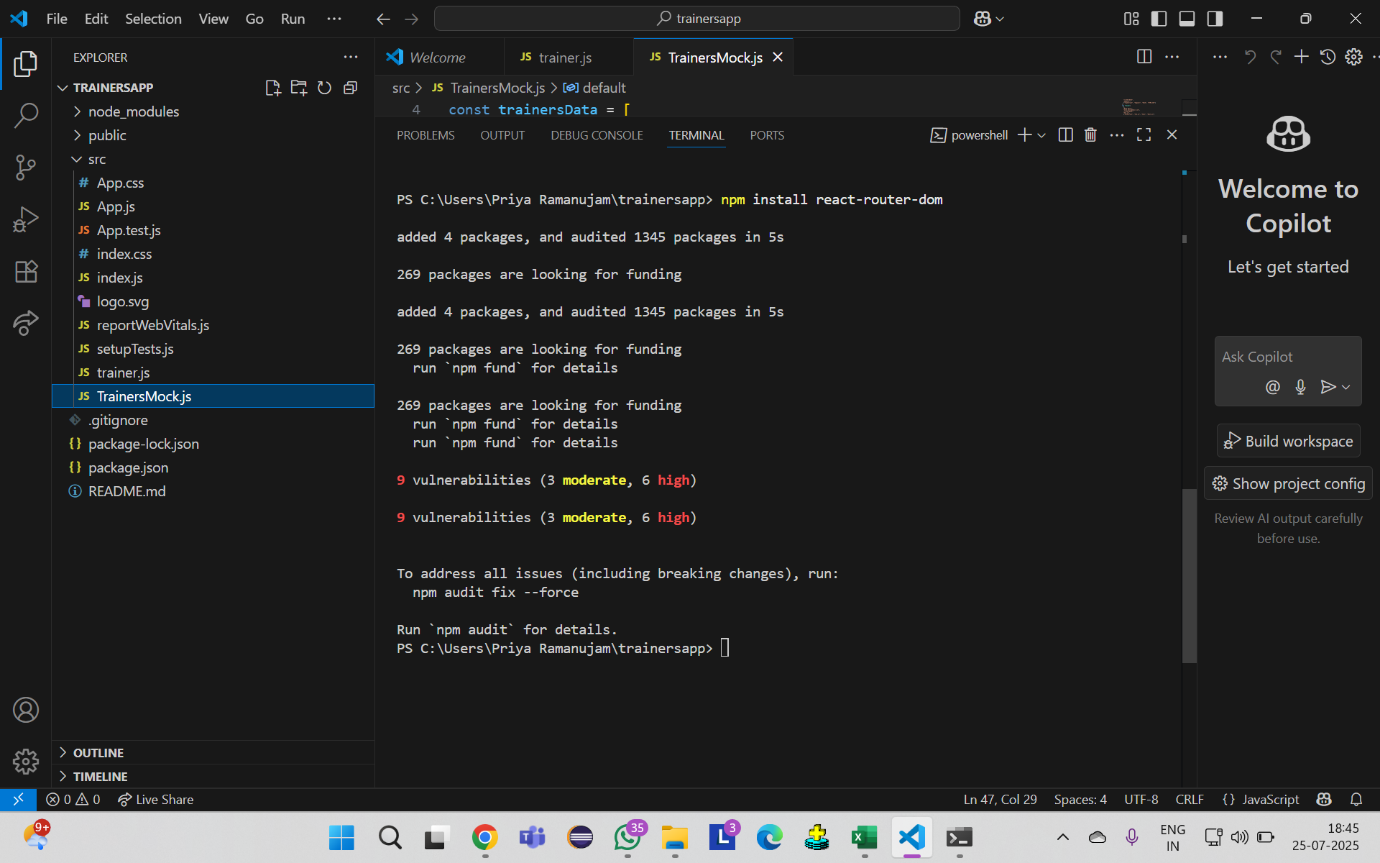 File Edit Selection View Go Run ···
trainersapp
EXPLORER
TRAINERSAPP
node_modules
public
src
# App.css
JS App.js
JS App.test.js
# index.css
JS index.js
logo.svg
JS reportWebVitals.js
JS setupTests.js
JS trainer.js
JS TrainersMock.js
.gitignore
{} package-lock.json
{} package.json
README.md
OUTLINE
TIMELINE
Welcome
JS trainer.js
JS TrainersMock.js
src > JS TrainersMock.js > default
4 const trainersData = [
PROBLEMS OUTPUT DEBUG CONSOLE TERMINAL PORTS
powershell
PS C:\Users\Priya Ramanujam\trainersapp> npm install react-router-dom
added 4 packages, and audited 1345 packages in 5s
269 packages are looking for funding
added 4 packages, and audited 1345 packages in 5s
269 packages are looking for funding
run `npm fund` for details
269 packages are looking for funding
run `npm fund` for details
run `npm fund` for details
9 vulnerabilities (3 moderate, 6 high)
9 vulnerabilities (3 moderate, 6 high)
To address all issues (including breaking changes), run:
npm audit fix --force
Run `npm audit` for details.
PS C:\Users\Priya Ramanujam\trainersapp>
Welcome to
Copilot
Let's get started
Ask Copilot
@
Build workspace
Show project config
Review AI output carefully
before use.
0 0 Live Share
Ln 47, Col 29 Spaces: 4 UTF-8 CRLF {} JavaScript
9+
35
L 3
ENG
IN
18:45
25-07-2025